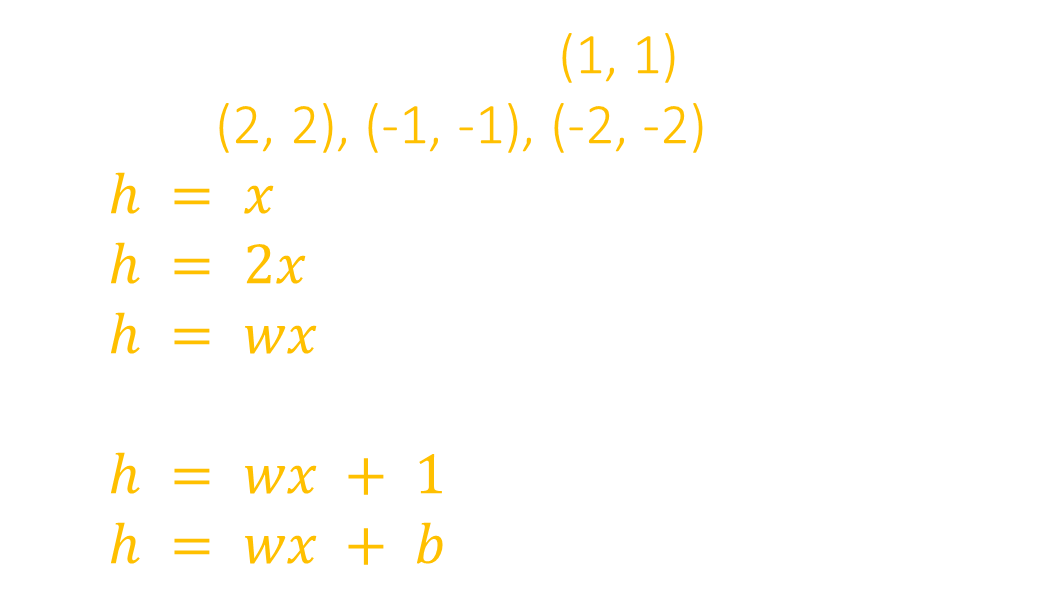 (1, 1)
(2, 2), (-1, -1), (-2, -2)
h = x
h = 2x
h = wx
h = wx + 1
h = wx + b